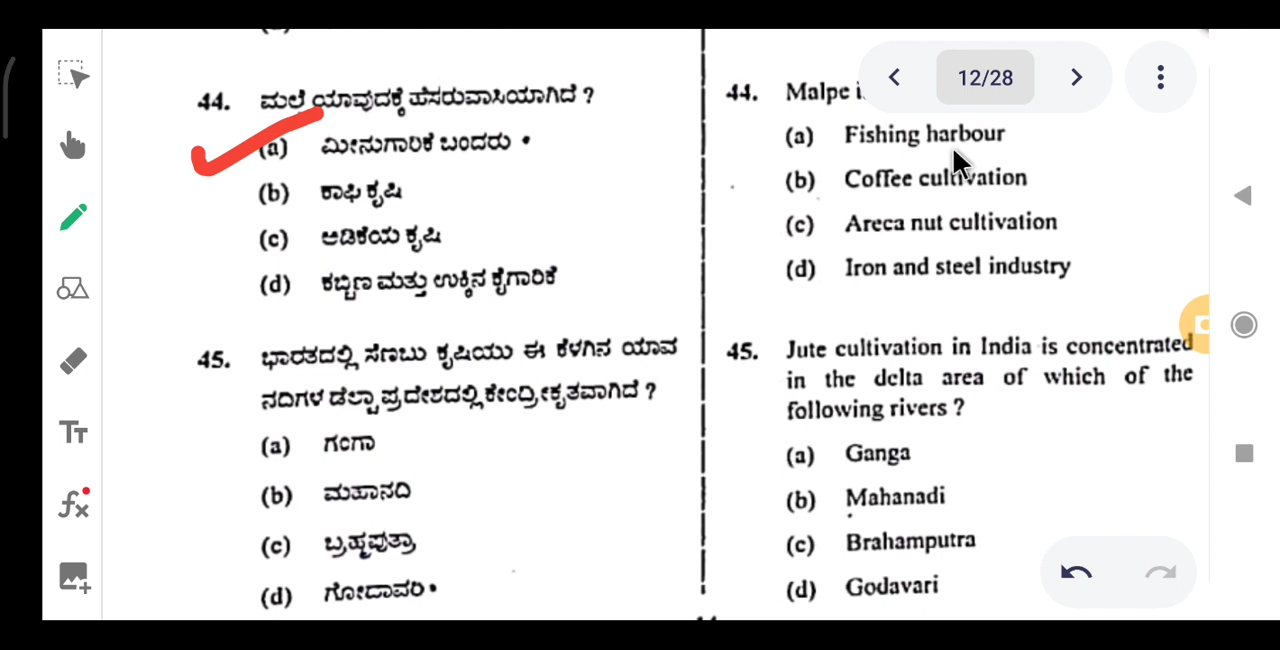 44. ಮಲೆ ಯಾವುದಕ್ಕೆ ಹೆಸರುವಾಸಿಯಾಗಿದೆ ?
(a) ಮೀನುಗಾರಿಕೆ ಬಂದರು
(b) ಕಾಫಿ ಕೃಷಿ
(c) ಅಡಿಕೆಯ ಕೃಷಿ
(d) ಕಬ್ಬಿಣ ಮತ್ತು ಉಕ್ಕಿನ ಕೈಗಾರಿಕೆ
45. ಭಾರತದಲ್ಲಿ ಸೆಣಬು ಕೃಷಿಯು ಈ ಕೆಳಗಿನ ಯಾವ
ನದಿಗಳ ಡೆಲ್ಟಾ ಪ್ರದೇಶದಲ್ಲಿ ಕೇಂದ್ರೀಕೃತವಾಗಿದೆ ?
(a) ಗಂಗಾ
(b) ಮಹಾನದಿ
(c) ಬ್ರಹ್ಮಪುತ್ರಾ
(d) ಗೋದಾವರಿ
12/28
44. Malpe
(a) Fishing harbour
(b) Coffee cultivation
(c) Areca nut cultivation
(d) Iron and steel industry
45. Jute cultivation in India is concentrated
in the delta area of which of the
following rivers ?
(a) Ganga
(b) Mahanadi
(c) Brahamputra
(d) Godavari